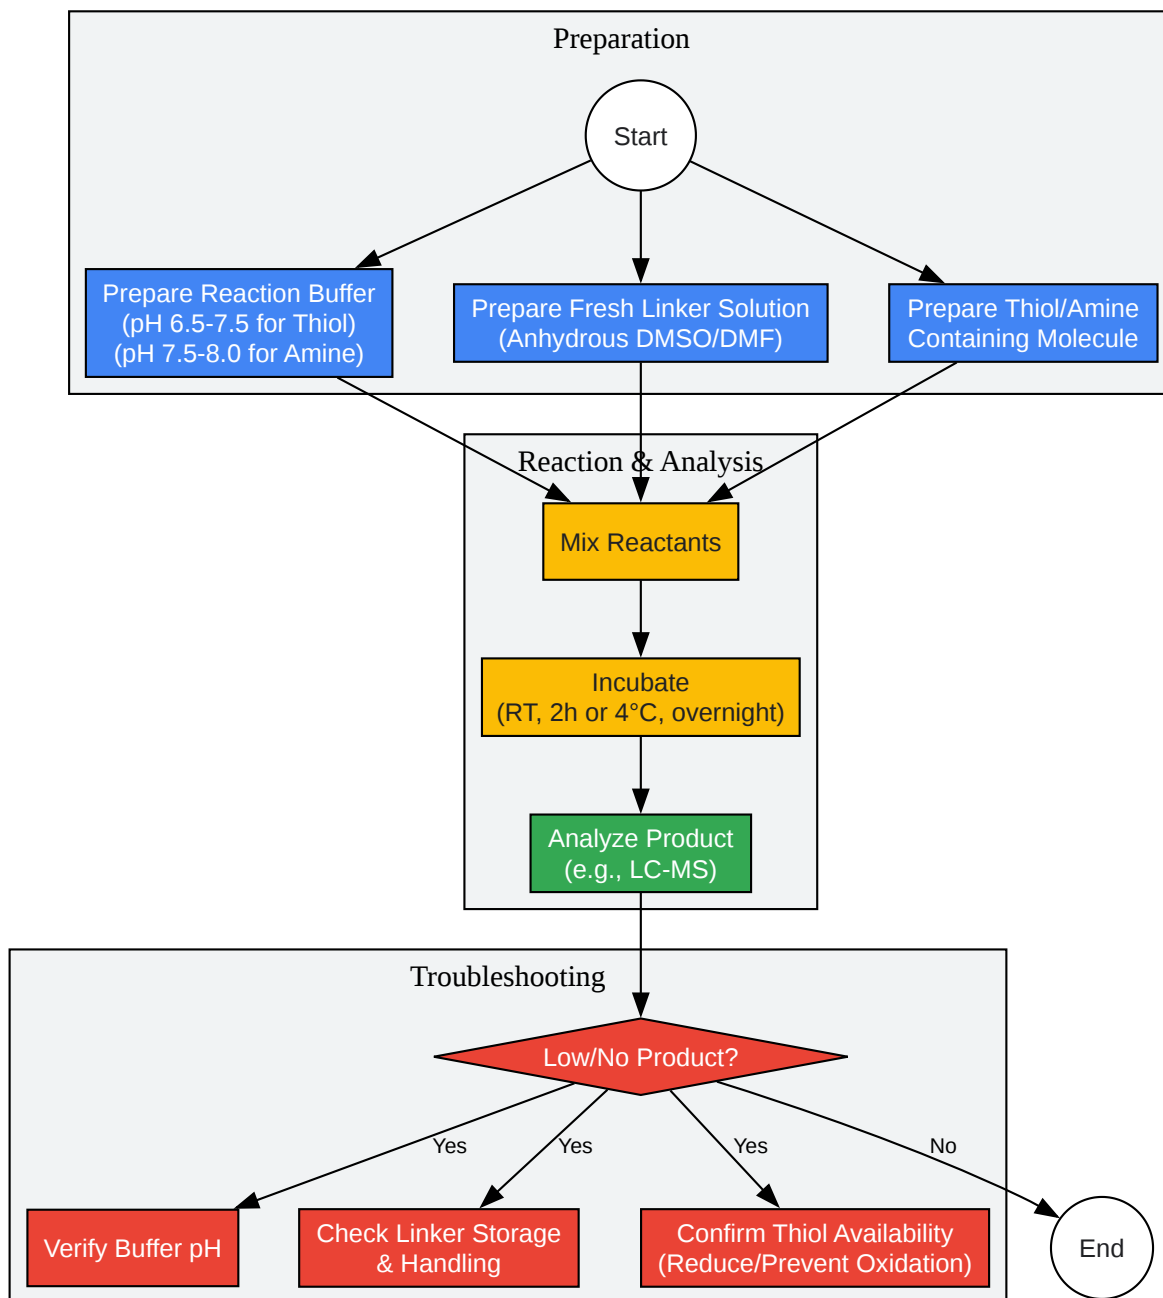 Preparation
Start
Prepare Reaction Buffer
(pH 6.5-7.5 for Thiol)
(pH 7.5-8.0 for Amine)
Prepare Fresh Linker Solution
(Anhydrous DMSO/DMF)
Prepare Thiol/Amine
Containing Molecule
Reaction & Analysis
Mix Reactants
Incubate
(RT, 2h or 4°C, overnight)
Analyze Product
(e.g., LC-MS)
Troubleshooting
Low/No Product?
Yes
Yes
Yes
No
Verify Buffer pH
Check Linker Storage
& Handling
Confirm Thiol Availability
(Reduce/Prevent Oxidation)
End